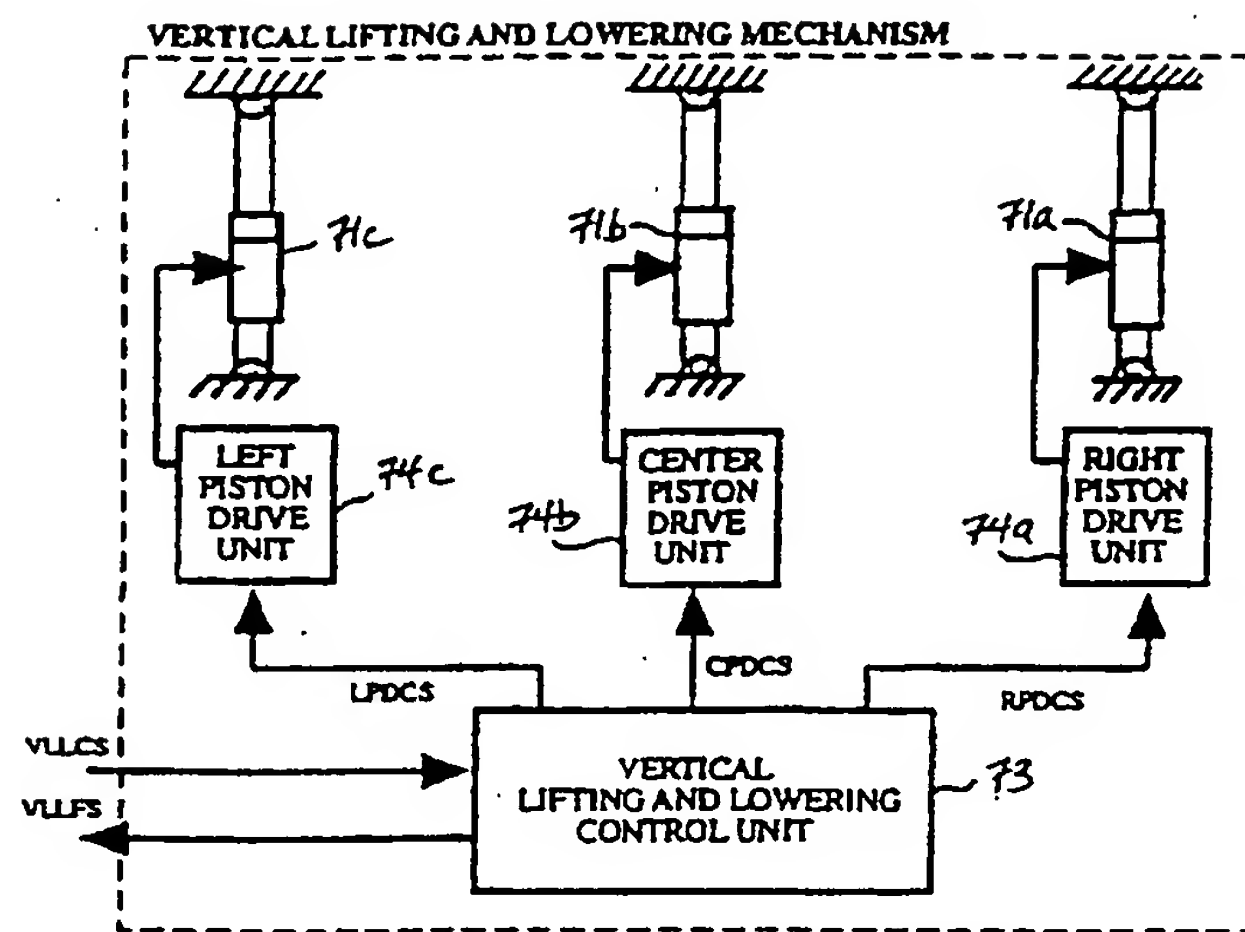 VERTICAL LIFTING AND LOWERING MECHANISM
71c
71b
71a
LEFT
PISTON
DRIVE
UNIT
74c
CENTER
PISTON
DRIVE
UNIT
74b
RIGHT
PISTON
DRIVE
UNIT
74a
LPDCS
CPDCS
RPDCS
VLLCS
VLLFS
VERTICAL
LIFTING AND LOWERING
CONTROL UNIT
73